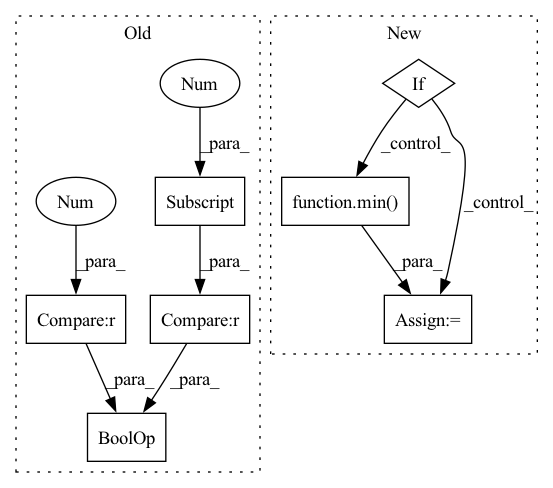 Old
New
Num
If
_para_
_control_
Num
Subscript
function.min()
_control_
_para_
_para_
_para_
Compare:r
Compare:r
Assign:=
_para_
_para_
BoolOp